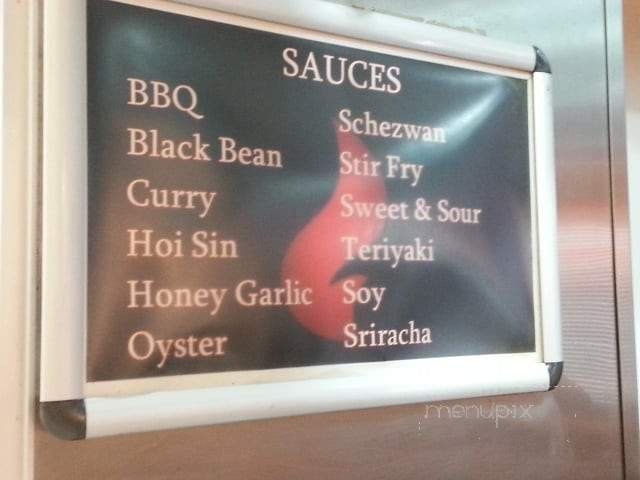 SAUCES
BBQ
Black Bean
Curry
Hoi Sin
Honey Garlic
Oyster
Schezwan
Stir Fry
Sweet & Sour
Teriyaki
Soy
Sriracha
menupix